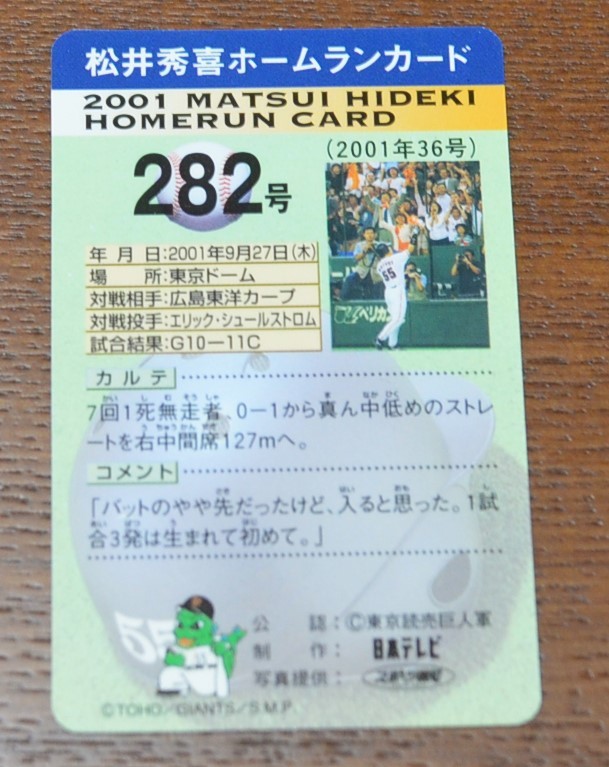 松井秀喜ホームランカード
2001 MATSUI HIDEKI
HOMERUN CARD
(2001年36号)
282号
年月日:2001年9月27日(木)
場所:東京ドーム
対戦相手:広島東洋カープ
対戦投手:エリック・シュールストロム
試合結果:G10-11C
55
ペリカ
カルテ
7回1死無走者、0-1から真ん中低めのストレ
ートを右中間席127mへ。
コメント
「バットのやや先だったけど、入ると思った。1試
合3発は生まれて初めて。」
55
公認:©東京読売巨人軍
制作:日本テレビ
写真提供:
©TOHO/GIANTS/S.M.P.